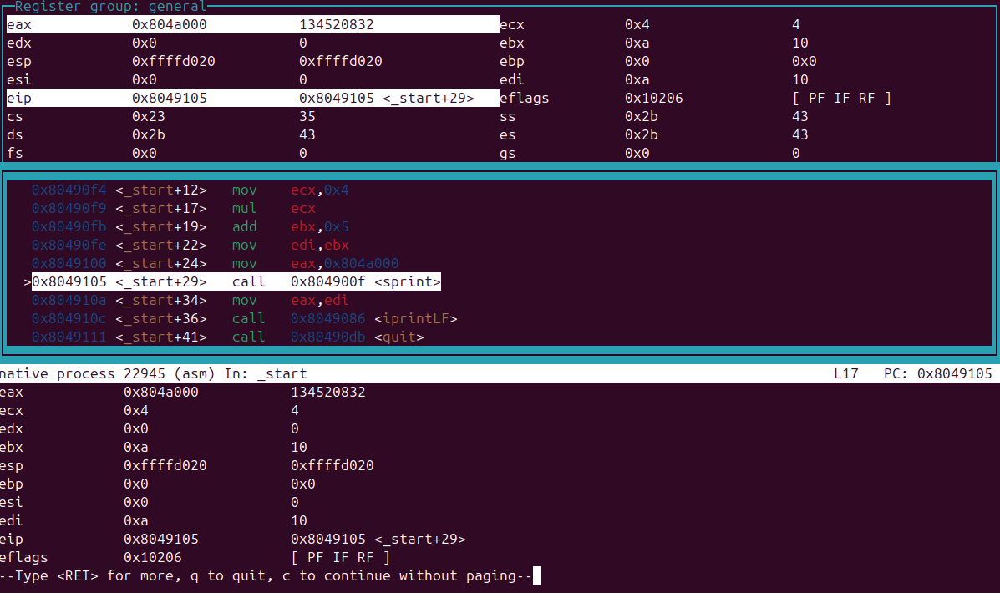 Register group: general
eax 0x804a000 134520832 ecx 0x4 4
edx 0x0 0 ebx 0xa 10
esp 0xffffd020 0xffffd020 ebp 0x0 0x0
esi 0x0 0 edi 0xa 10
eip 0x8049105 0x8049105 <_start+29> eflags 0x10206 [ PF IF RF ]
cs 0x23 35 ss 0x2b 43
ds 0x2b 43 es 0x2b 43
fs 0x0 0 gs 0x0 0
0x80490f4 <_start+12> mov ecx,0x4
0x80490f9 <_start+17> mul ecx
0x80490fb <_start+19> add ebx,0x5
0x80490fe <_start+22> mov edi,ebx
0x8049100 <_start+24> mov eax,0x804a000
>0x8049105 <_start+29> call 0x804900f <sprint>
0x804910a <_start+34> mov eax,edi
0x804910c <_start+36> call 0x8049086 <iprintLF>
0x8049111 <_start+41> call 0x80490db <quit>
native process 22945 (asm) In: _start L17 PC: 0x8049105
eax 0x804a000 134520832
ecx 0x4 4
edx 0x0 0
ebx 0xa 10
esp 0xffffd020 0xffffd020
ebp 0x0 0x0
esi 0x0 0
edi 0xa 10
eip 0x8049105 0x8049105 <_start+29>
eflags 0x10206 [ PF IF RF ]
--Type <RET> for more, q to quit, c to continue without paging--